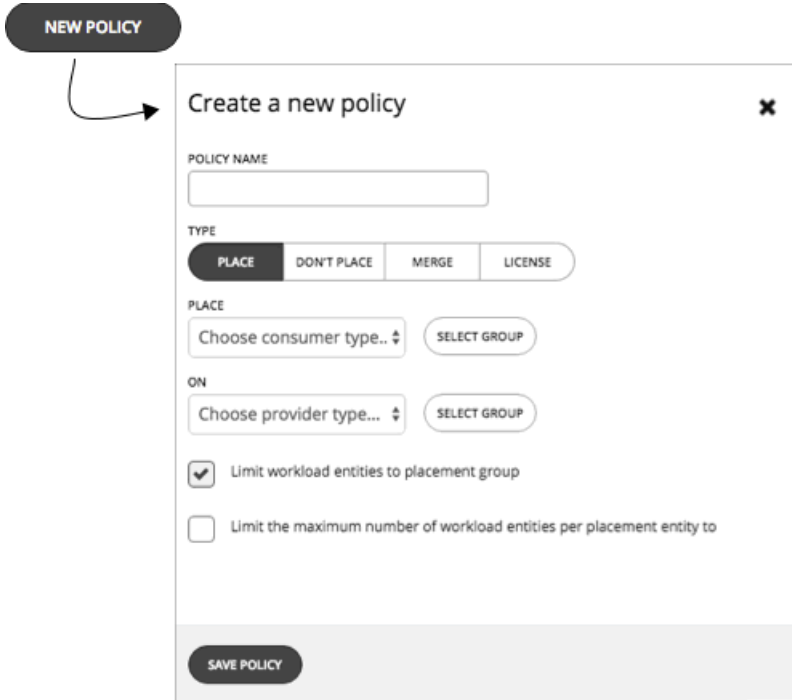 NEW POLICY
Create a new policy
POLICY NAME
TYPE
PLACE DON'T PLACE MERGE LICENSE
PLACE
Choose consumer type.. SELECT GROUP
ON
Choose provider type... SELECT GROUP
Limit workload entities to placement group
Limit the maximum number of workload entities per placement entity to
SAVE POLICY